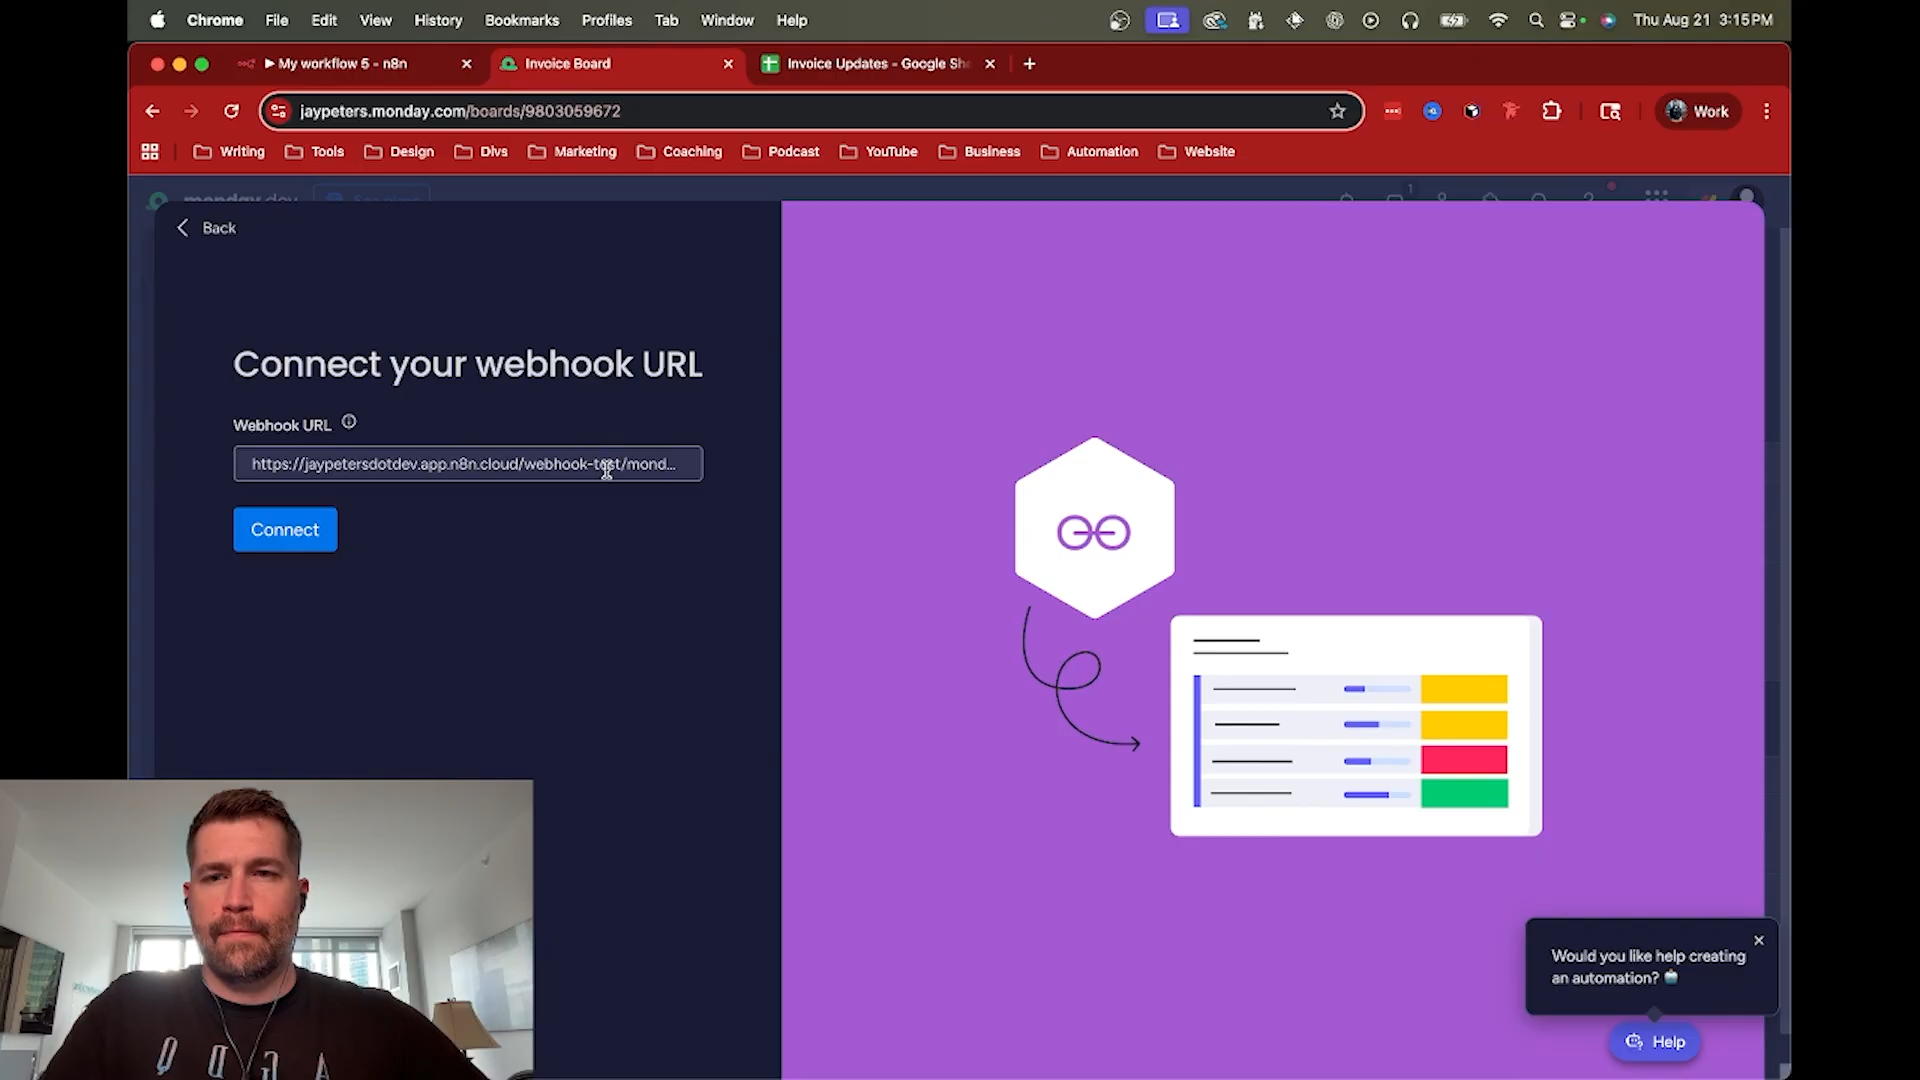 Chrome File Edit View History Bookmarks Profiles Tab Window Help Thu Aug 21 3:15 PM
My workflow 5 - n8n Invoice Board Invoice Updates - Google She
jaypeters.monday.com/boards/9803059672 Work
Writing Tools Design DIvs Marketing Coaching Podcast YouTube Business Automation Website
1
Back
Connect your webhook URL
Webhook URL
https://jaypetersdotdev.app.n8n.cloud/webhook-test/mond...
Connect
Would you like help creating
an automation?
Help